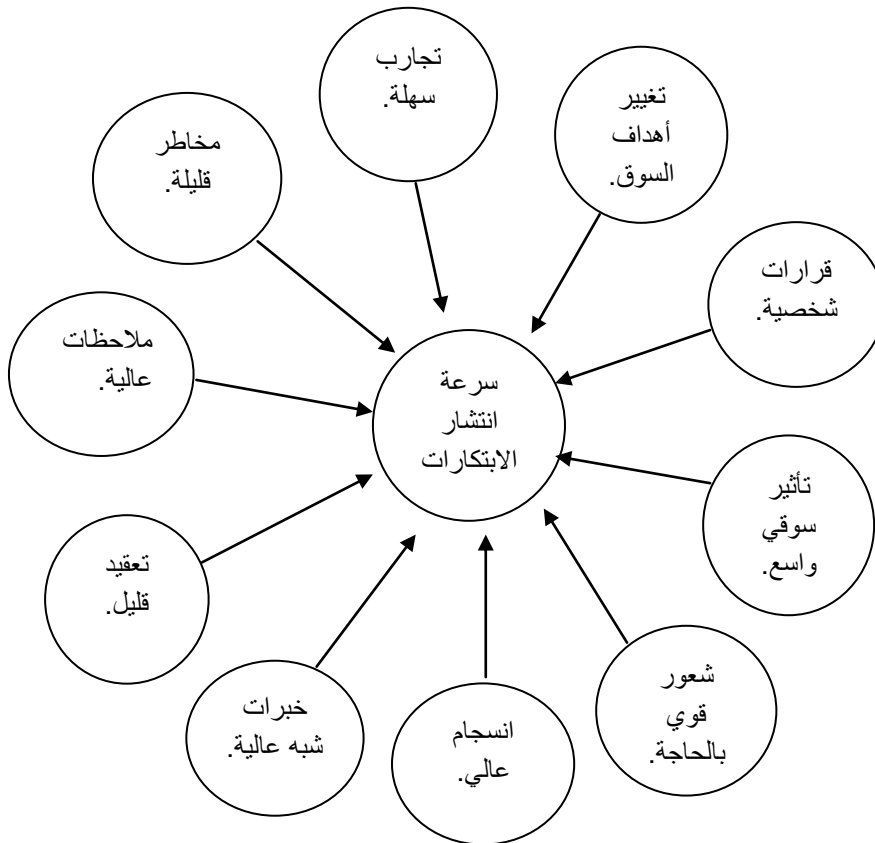 تجارب
سهلة.
تغيير
أهداف
السوق.
مخاطر
قليلة.
قرارات
شخصية.
ملاحظات
عالية.
سرعة
انتشار
الابتكارات
تأثير
سوقي
واسع.
تعقيد
قليل.
شعور
قوي
بالحاجة.
خبرات
شبه عالية.
انسجام
عالي.